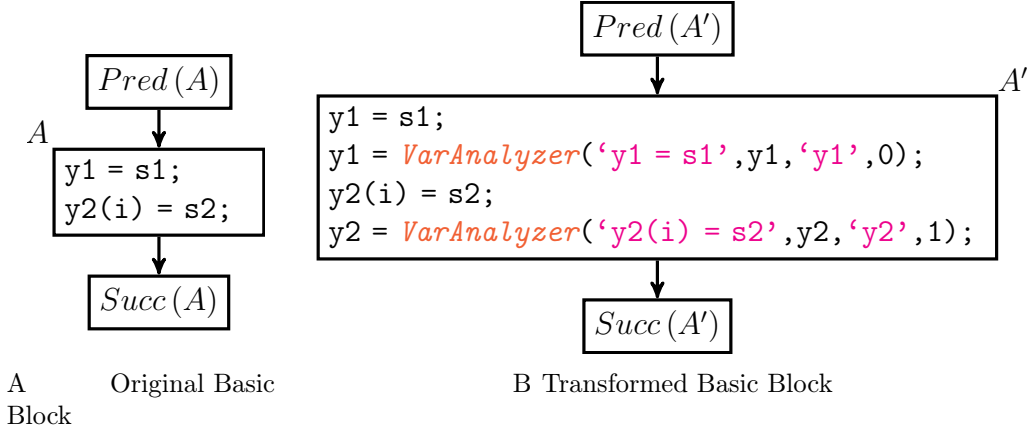 Pred (A)
A
y1 = s1;
y2(i) = s2;
Succ (A)
A Original Basic
Block
Pred (A′)
A′
y1 = s1;
y1 = VarAnalyzer(‘y1 = s1’,y1,‘y1’,0);
y2(i) = s2;
y2 = VarAnalyzer(‘y2(i) = s2’,y2,‘y2’,1);
Succ (A′)
B Transformed Basic Block